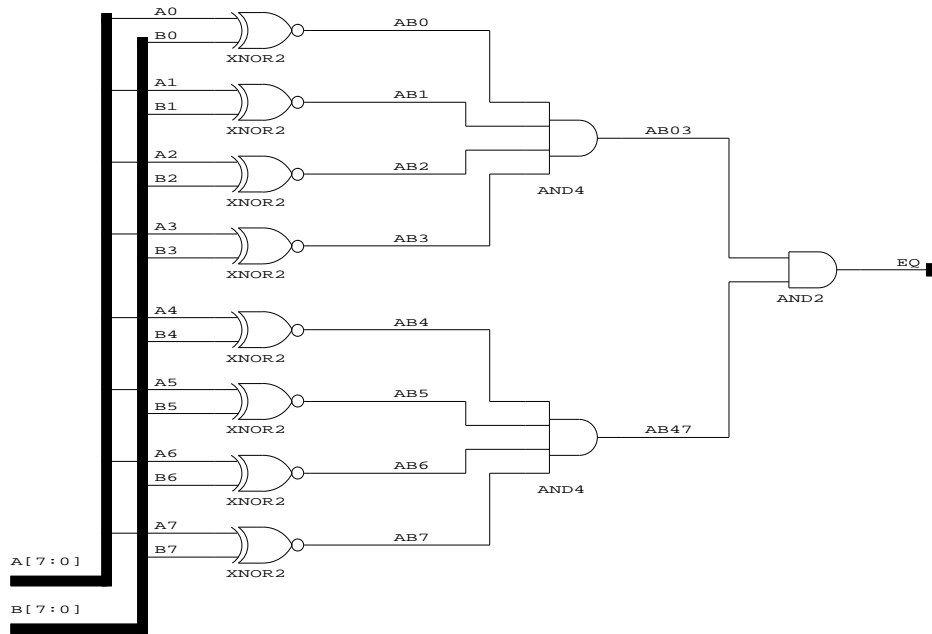 A0
AB0
B0
XNOR2
A1
AB1
B1
XNOR2
AB03
A2
AB2
B2
AND4
XNOR2
A3
AB3
B3
EQ
XNOR2
AND2
A4
AB4
B4
XNOR2
A5
AB5
B5
AB47
XNOR2
A6
AB6
B6
AND4
XNOR2
A7
AB7
B7
A[7:0]
XNOR2
B[7:0]